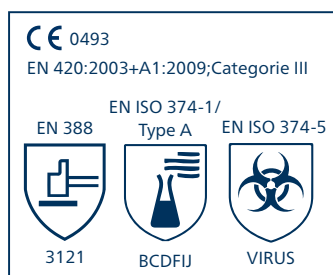 CE 0493
EN 420:2003+A1:2009;Categorie III
EN 388
EN ISO 374-1/
Type A
EN ISO 374-5
3121
BCDFIJ
VIRUS